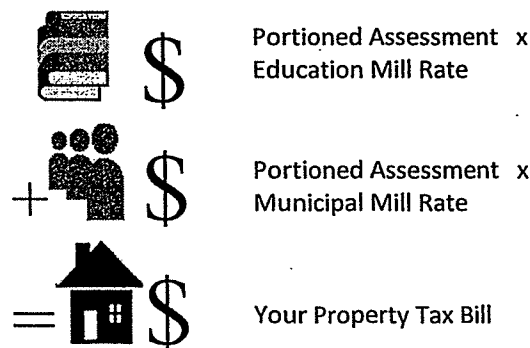 $ Portioned Assessment x
Education Mill Rate
+ $ Portioned Assessment x
Municipal Mill Rate
= $ Your Property Tax Bill